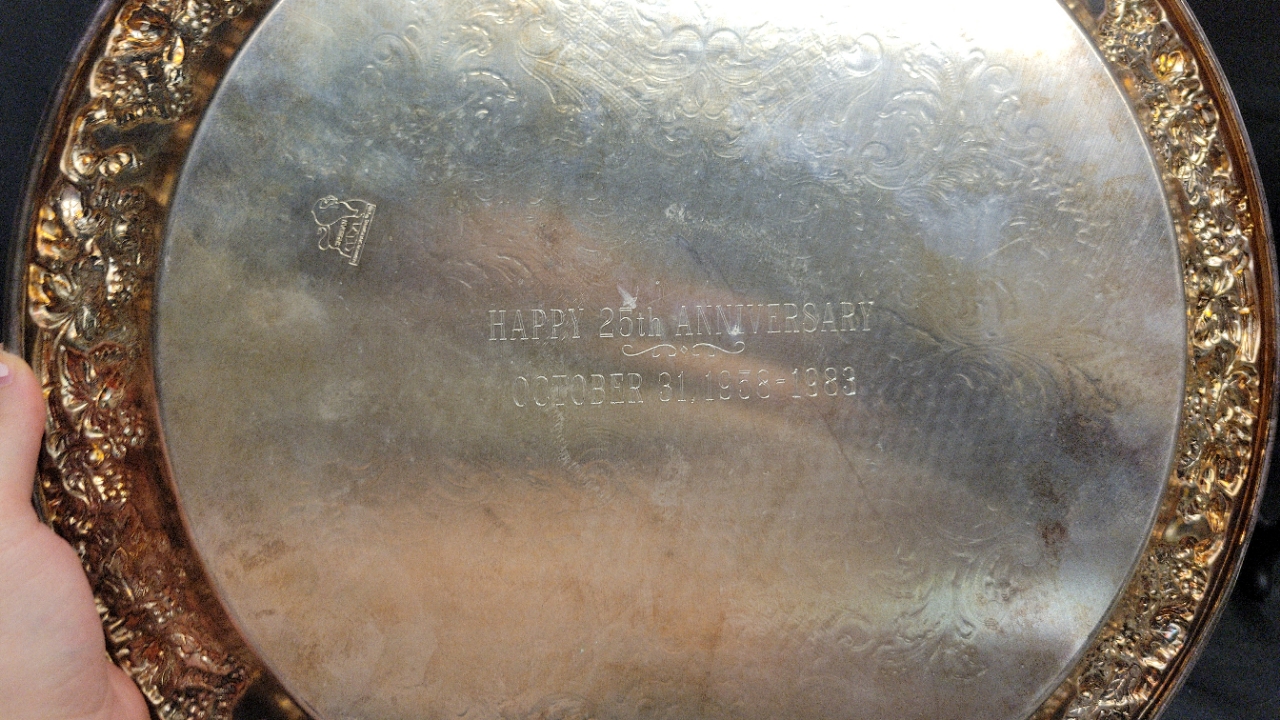 HAPPY 25th ANNIVERSARY
OCTOBER 31, 1958-1983